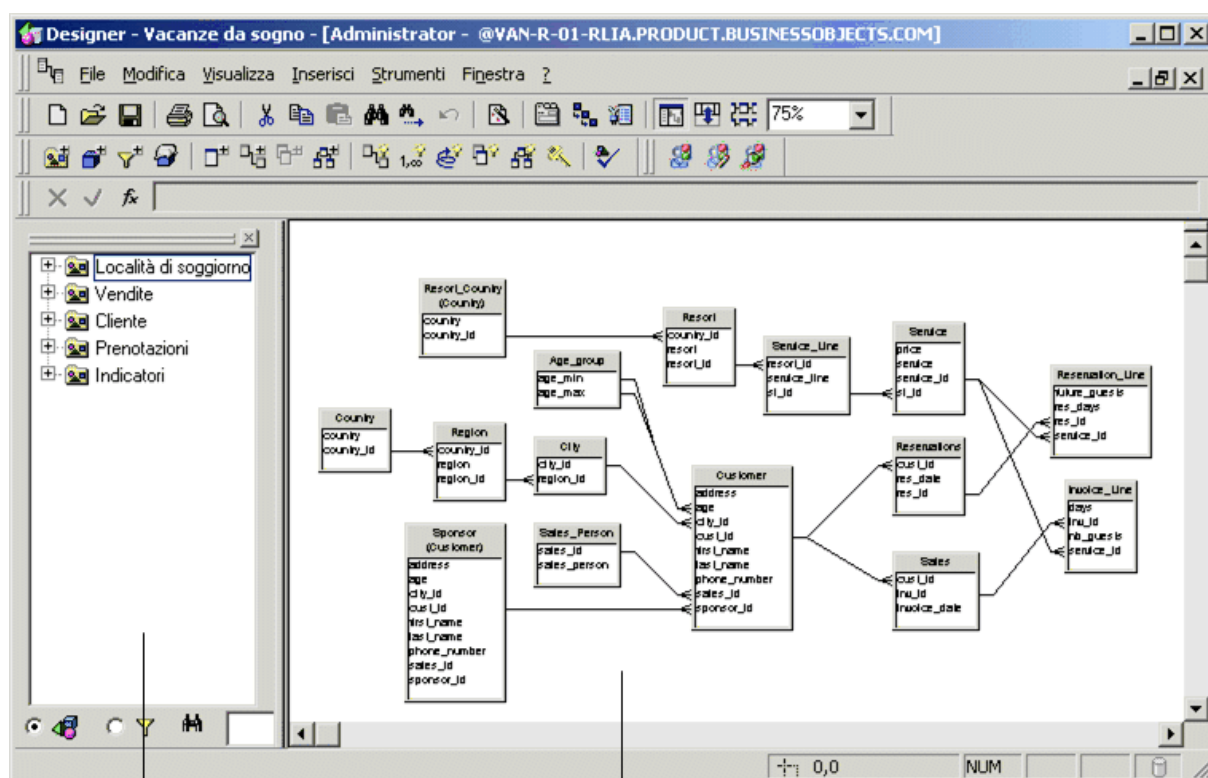 Designer - Vacanze da sogno - [Administrator - @VAN-R-01-RLIA.PRODUCT.BUSINESSOBJECTS.COM]
File Modifica Visualizza Inserisci Strumenti Finestra ?
75%
1,00
fx
Località di soggiorno
Vendite
Cliente
Prenotazioni
Indicatori
Resort_Country
(Country)
country
country_id
Resort
country_id
resort
resort_id
Service_Line
resort_id
service_line
sl_id
Service
price
service
service_id
sl_id
Reservation_Line
future_guests
res_days
res_id
service_id
Age_group
age_min
age_max
Country
country
country_id
Region
country_id
region
region_id
City
city_id
region_id
Customer
address
age
city_id
cust_id
first_name
last_name
phone_number
sales_id
sponsor_id
Reservations
cust_id
res_date
res_id
Invoice_Line
days
inv_id
nb_guests
service_id
Sponsor
(Customer)
address
age
city_id
cust_id
first_name
last_name
phone_number
sales_id
sponsor_id
Sales_Person
sales_id
sales_person
Sales
cust_id
inv_id
invoice_date
0,0
NUM